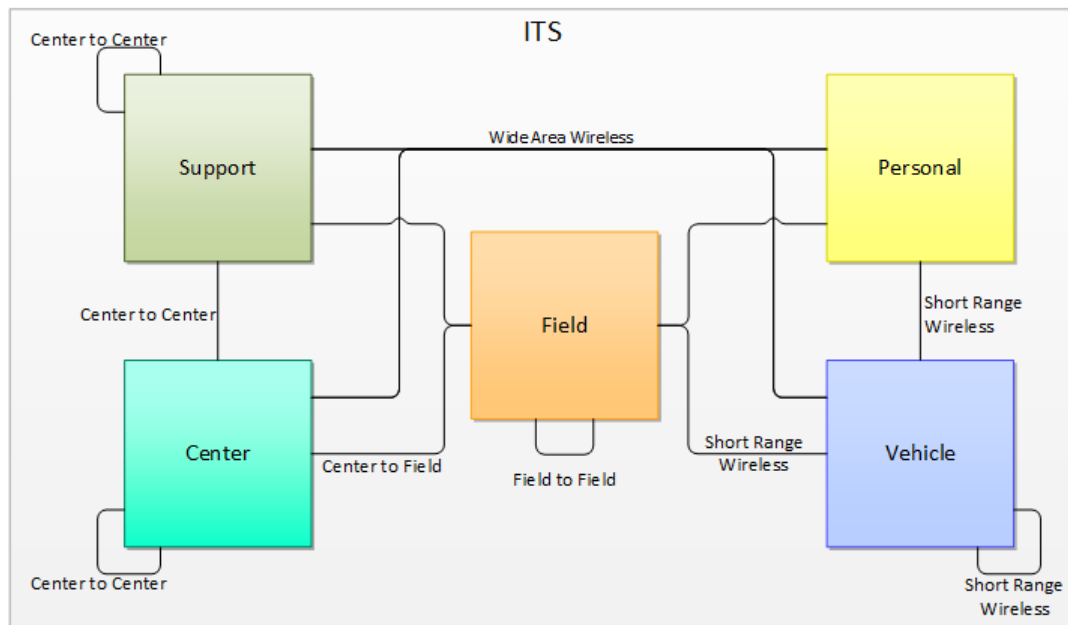 ITS
Center to Center
Wide Area Wireless
Support
Personal
Center to Center
Field
Short Range
Wireless
Center
Center to Field
Short Range
Wireless
Vehicle
Field to Field
Center to Center
Short Range
Wireless